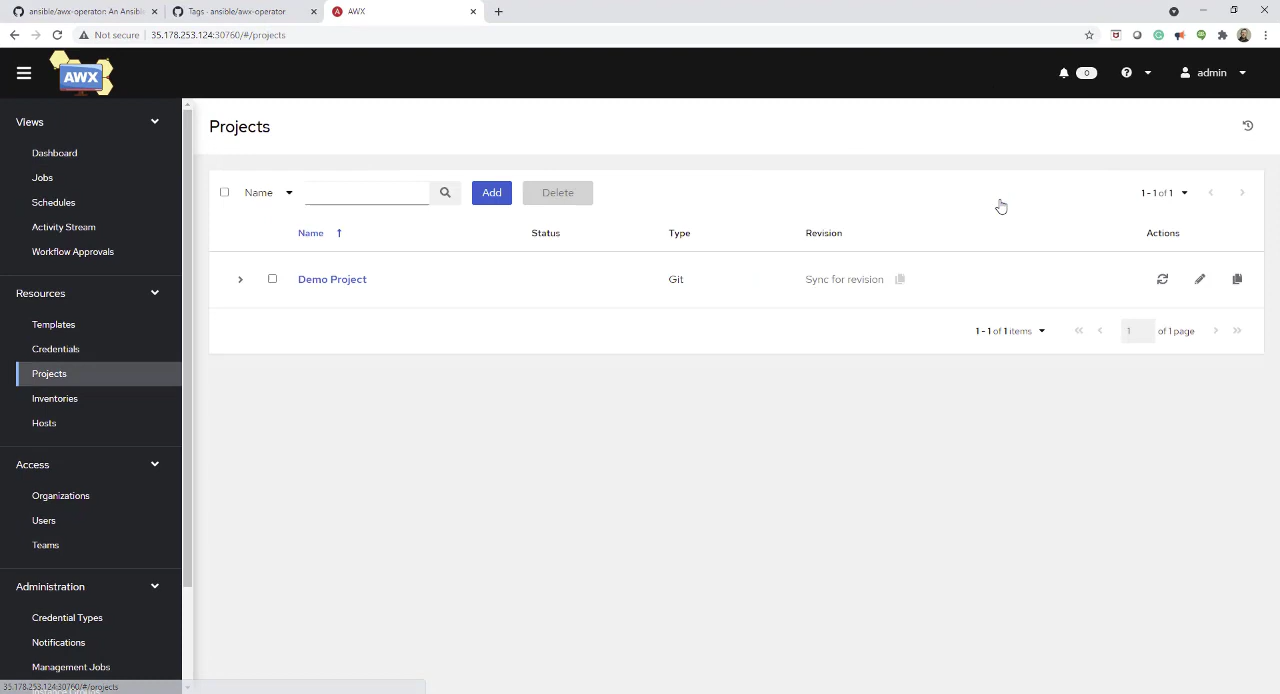 ansible/awx-operator: An Ansible
Tags · ansible/awx-operator
AWX
Not secure | 35.178.253.124:30760/#/projects
AWX
0
admin
Views
Dashboard
Jobs
Schedules
Activity Stream
Workflow Approvals
Resources
Templates
Credentials
Projects
Inventories
Hosts
Access
Organizations
Users
Teams
Administration
Credential Types
Notifications
Management Jobs
35.178.253.124:30760/#/projects
Projects
Name
Add
Delete
1 - 1 of 1
Name Status Type Revision Actions
Demo Project Git Sync for revision
1 - 1 of 1 items 1 of 1 page